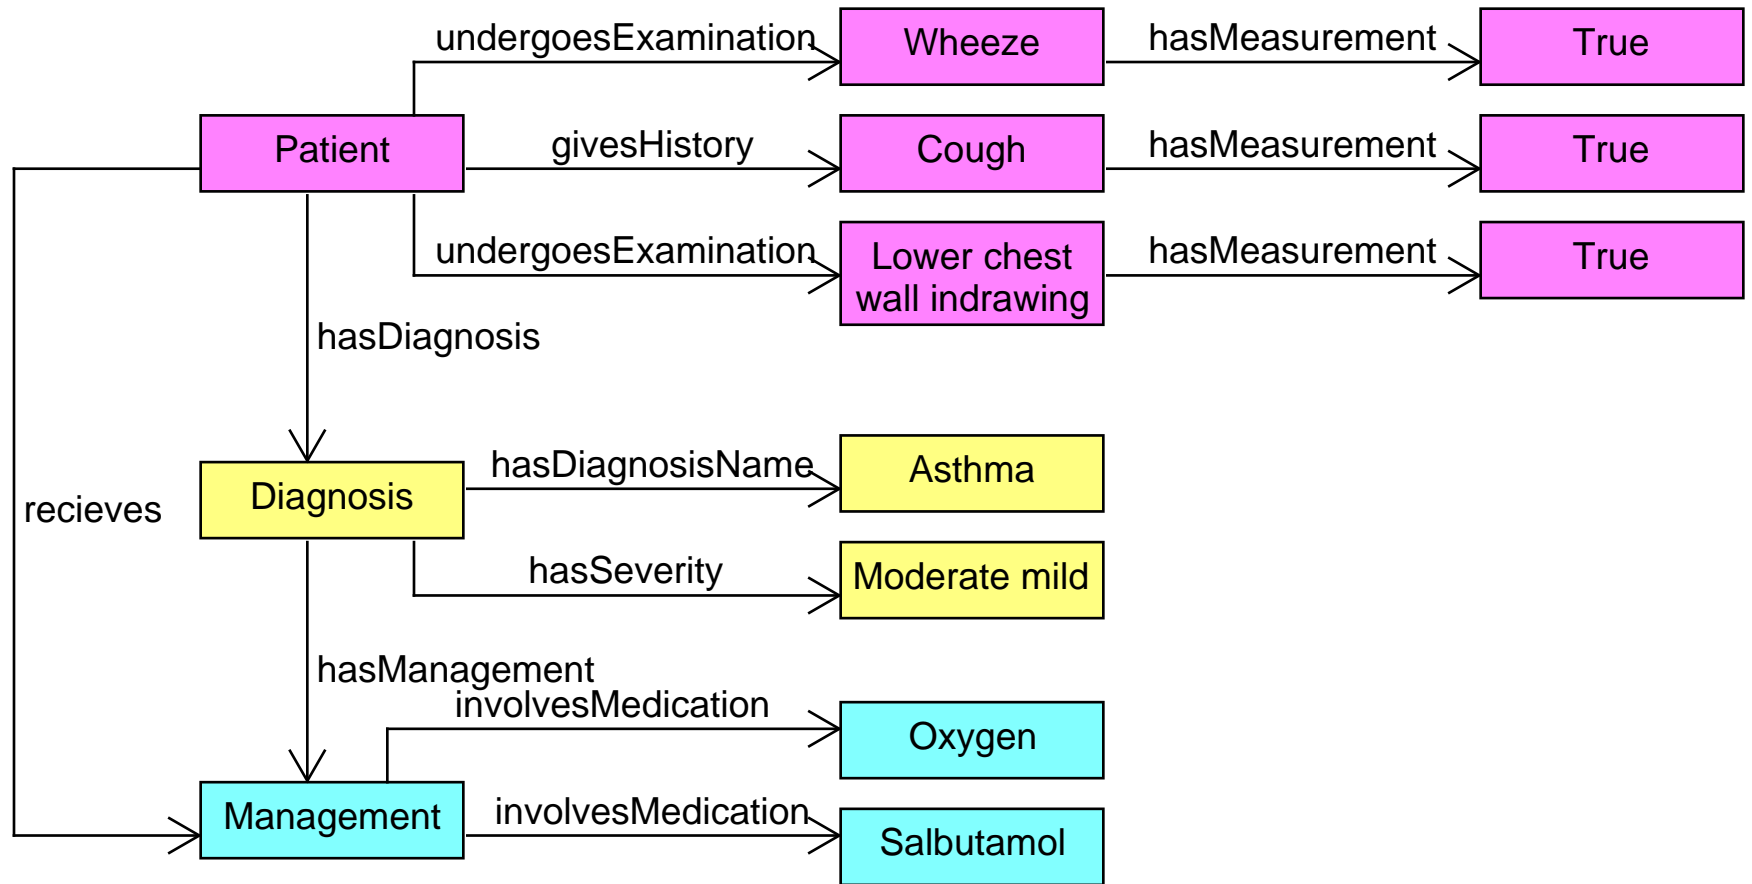 undergoesExamination
Wheeze
hasMeasurement
True
Patient
givesHistory
Cough
hasMeasurement
True
undergoesExamination
Lower chest
wall indrawing
hasMeasurement
True
hasDiagnosis
recieves
Diagnosis
hasDiagnosisName
Asthma
hasSeverity
Moderate mild
hasManagement
involvesMedication
Oxygen
Management
involvesMedication
Salbutamol